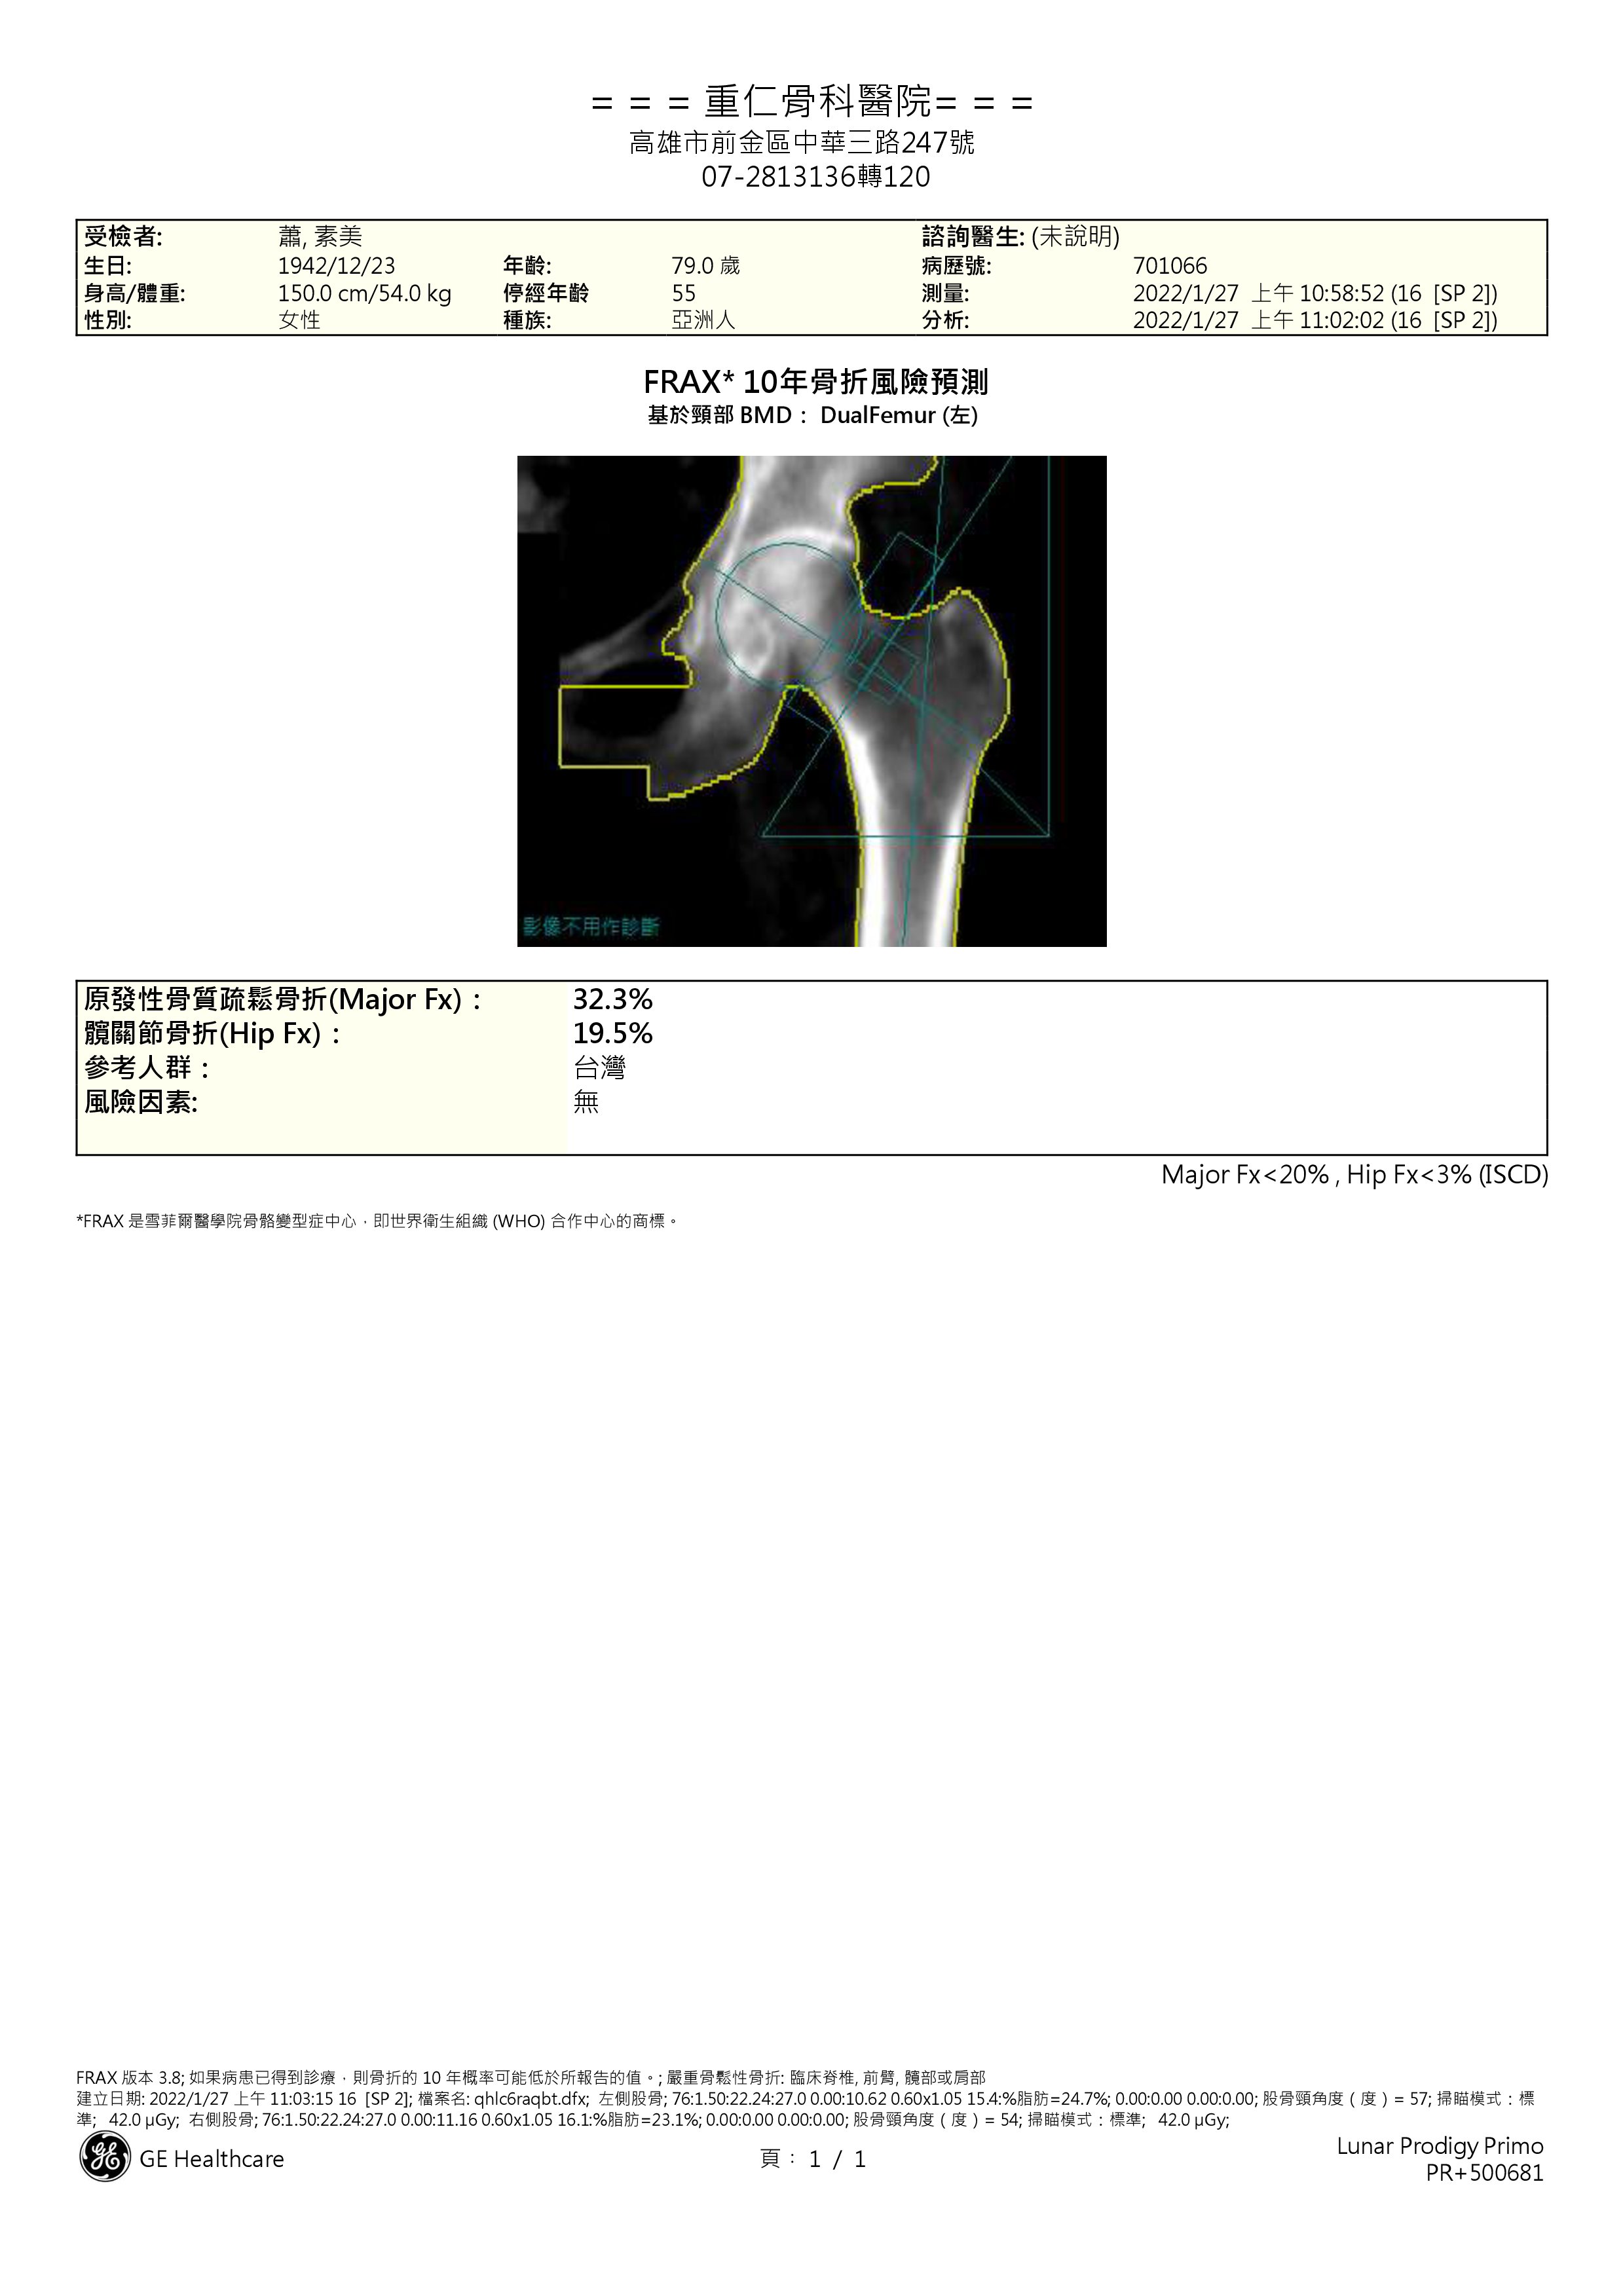 = = = 重仁骨科醫院= = =
高雄市前金區中華三路247號
07-2813136轉120
受檢者: 蕭, 素美 諮詢醫生: (未說明)
生日: 1942/12/23 年齡: 79.0 歲 病歷號: 701066
身高/體重: 150.0 cm/54.0 kg 停經年齡 55 測量: 2022/1/27 上午 10:58:52 (16 [SP 2])
性別: 女性 種族: 亞洲人 分析: 2022/1/27 上午 11:02:02 (16 [SP 2])
FRAX* 10年骨折風險預測
基於頸部 BMD： DualFemur (左)
影像不用作診斷
原發性骨質疏鬆骨折(Major Fx)： 32.3%
髖關節骨折(Hip Fx)： 19.5%
參考人群： 台灣
風險因素: 無
Major Fx<20% , Hip Fx<3% (ISCD)
*FRAX 是雪菲爾醫學院骨骼變型症中心，即世界衛生組織 (WHO) 合作中心的商標。
FRAX 版本 3.8; 如果病患已得到診療，則骨折的 10 年概率可能低於所報告的值。; 嚴重骨鬆性骨折: 臨床脊椎, 前臂, 髖部或肩部
建立日期: 2022/1/27 上午 11:03:15 16 [SP 2]; 檔案名: qhlc6raqbt.dfx; 左側股骨; 76:1.50:22.24:27.0 0.00:10.62 0.60x1.05 15.4:%脂肪=24.7%; 0.00:0.00 0.00:0.00; 股骨頸角度（度）= 57; 掃瞄模式：標
準; 42.0 µGy; 右側股骨; 76:1.50:22.24:27.0 0.00:11.16 0.60x1.05 16.1:%脂肪=23.1%; 0.00:0.00 0.00:0.00; 股骨頸角度（度）= 54; 掃瞄模式：標準; 42.0 µGy;
GE Healthcare 頁： 1 / 1 Lunar Prodigy Primo
PR+500681